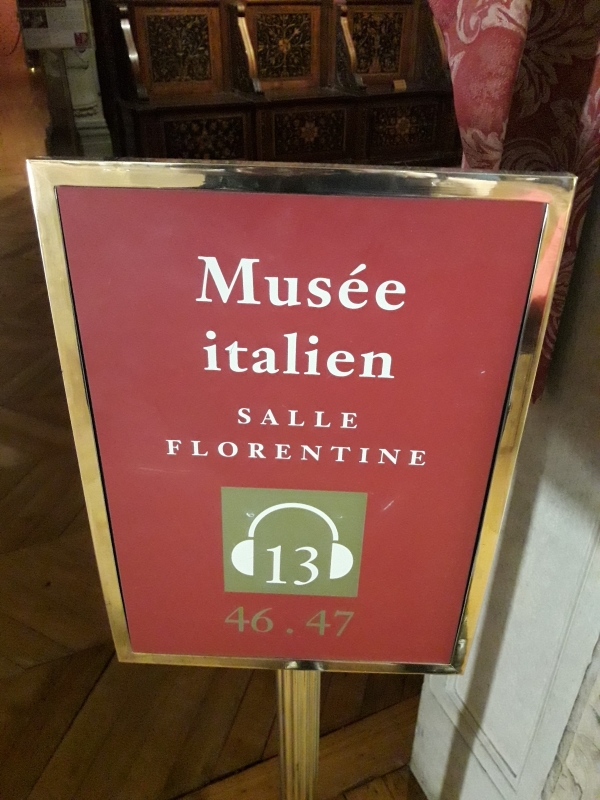 Musée
italien
SALLE
FLORENTINE
13
46.47